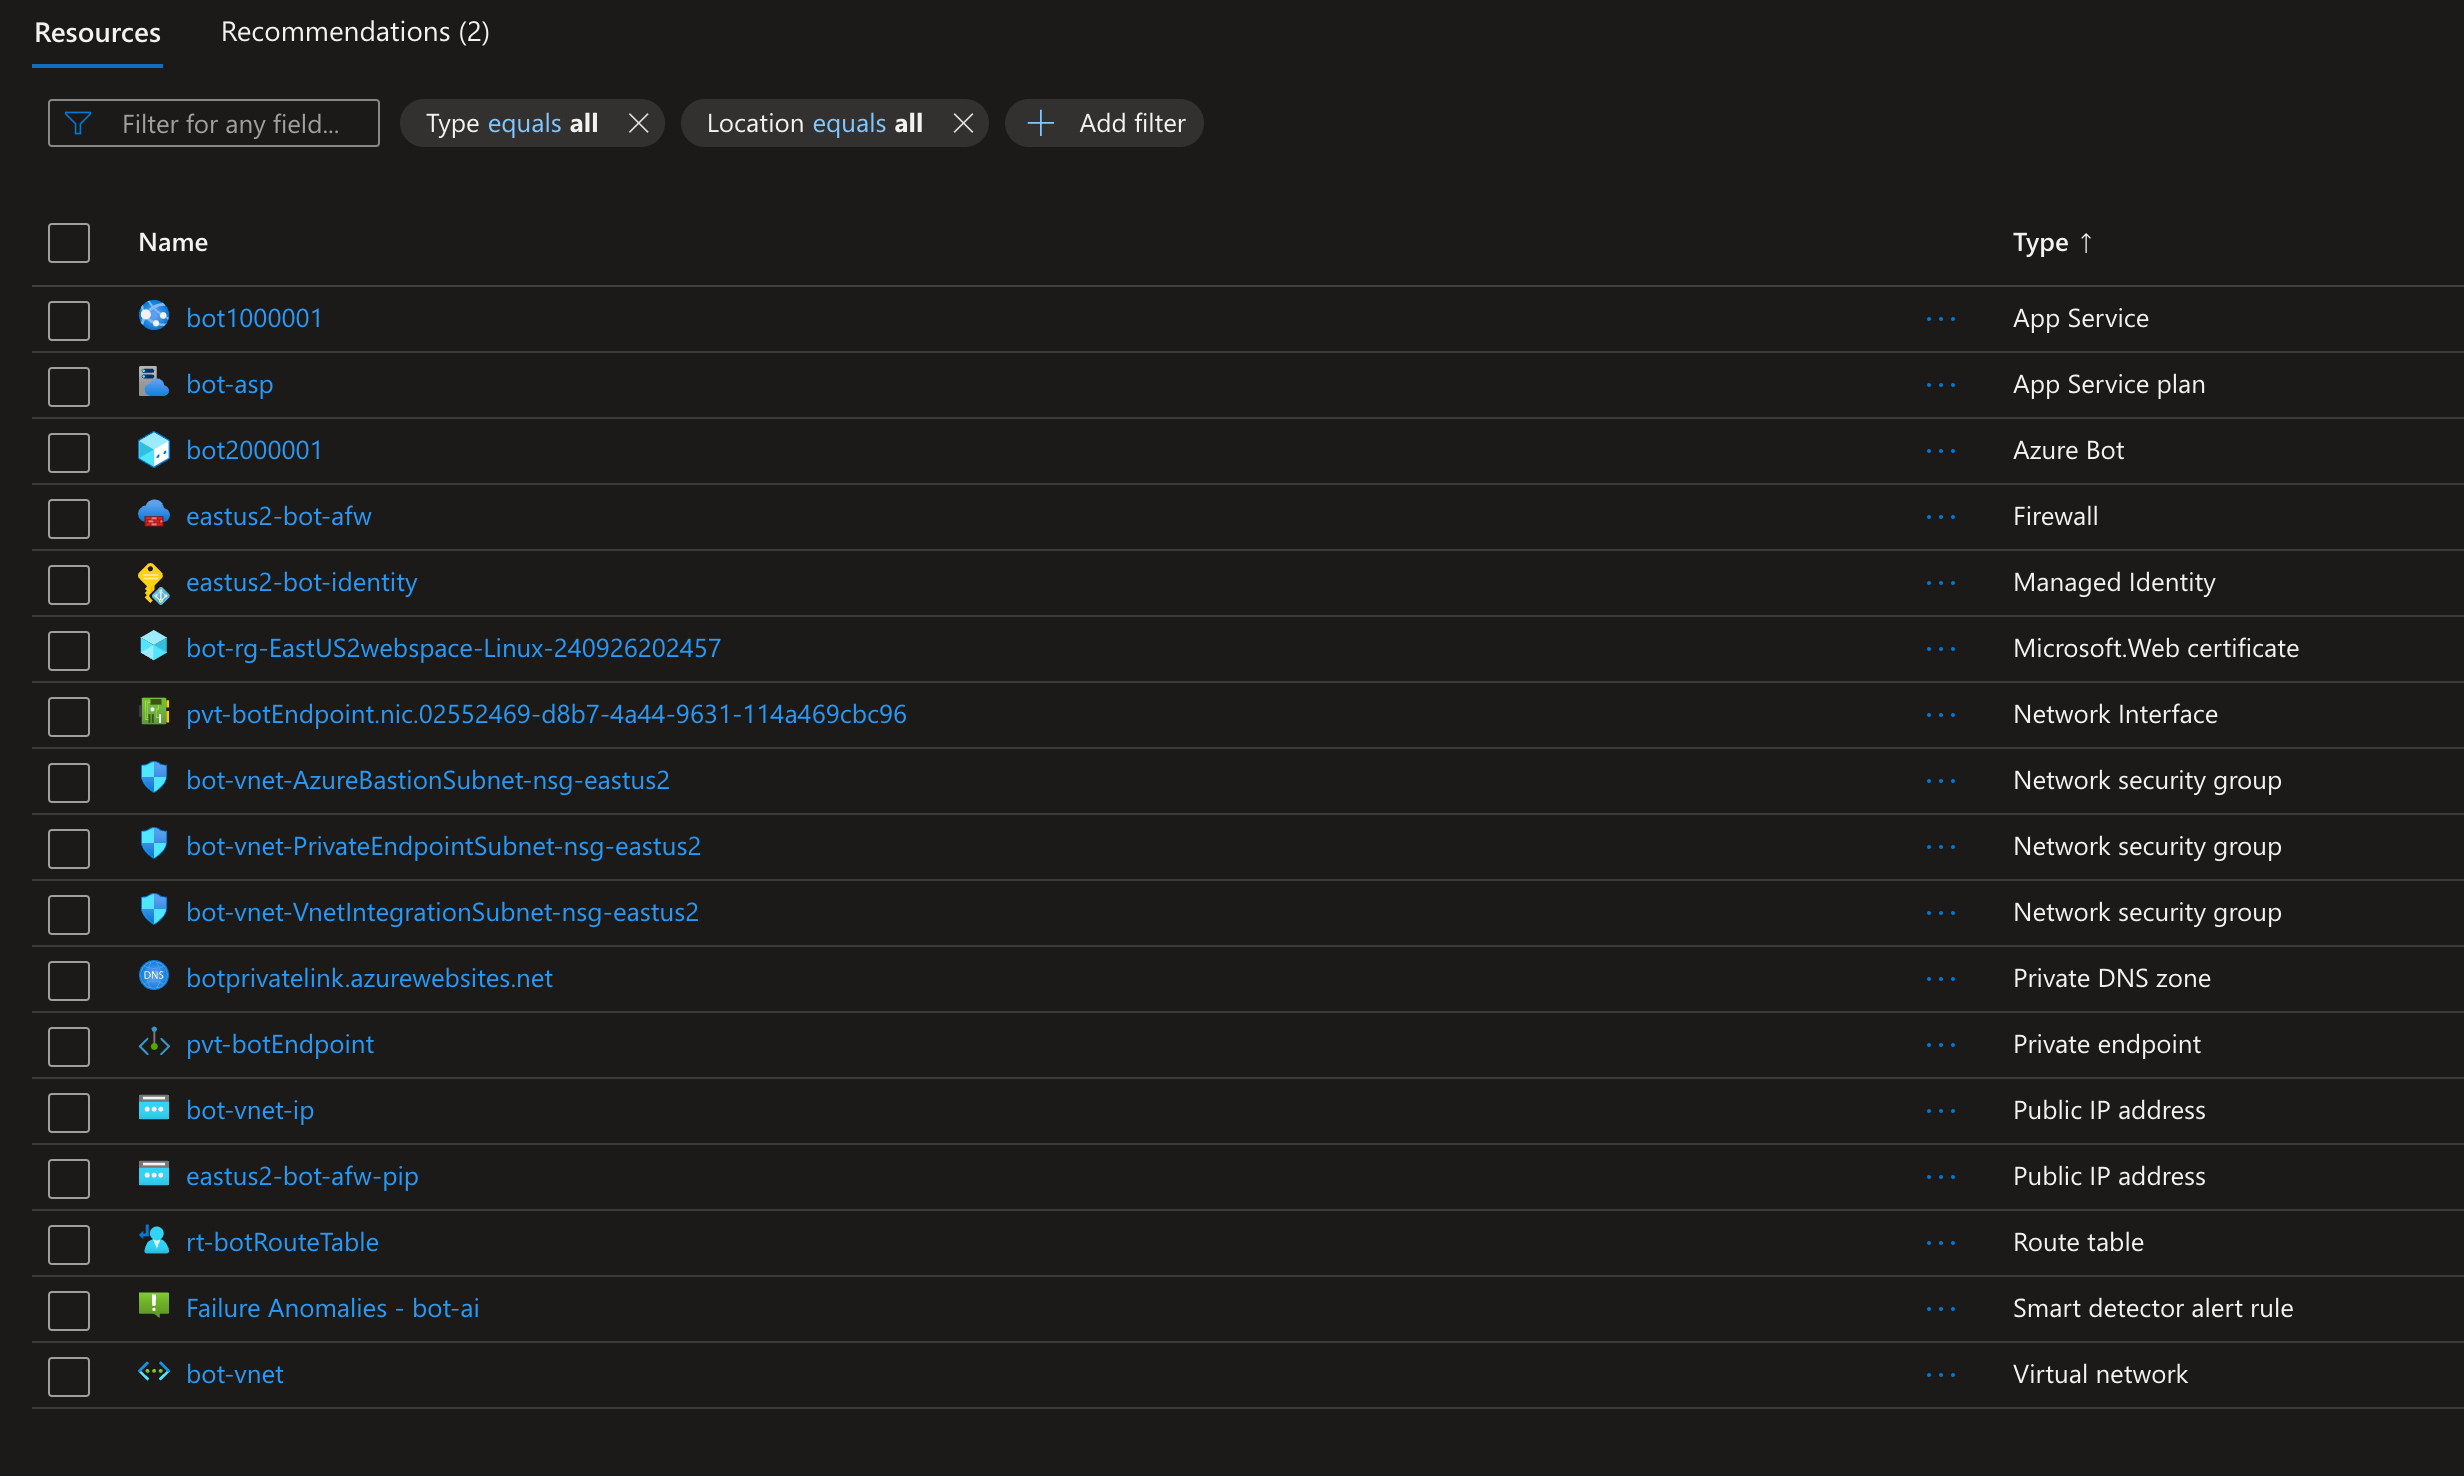 Resources Recommendations (2)
Filter for any field... Type equals all Location equals all Add filter
Name Type ↑
bot1000001 ... App Service
bot-asp ... App Service plan
bot2000001 ... Azure Bot
eastus2-bot-afw ... Firewall
eastus2-bot-identity ... Managed Identity
bot-rg-EastUS2webspace-Linux-240926202457 ... Microsoft.Web certificate
pvt-botEndpoint.nic.02552469-d8b7-4a44-9631-114a469cbc96 ... Network Interface
bot-vnet-AzureBastionSubnet-nsg-eastus2 ... Network security group
bot-vnet-PrivateEndpointSubnet-nsg-eastus2 ... Network security group
bot-vnet-VnetIntegrationSubnet-nsg-eastus2 ... Network security group
DNS botprivatelink.azurewebsites.net ... Private DNS zone
pvt-botEndpoint ... Private endpoint
bot-vnet-ip ... Public IP address
eastus2-bot-afw-pip ... Public IP address
rt-botRouteTable ... Route table
Failure Anomalies - bot-ai ... Smart detector alert rule
bot-vnet ... Virtual network